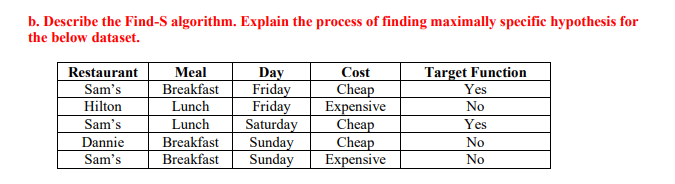 b. Describe the Find-S algorithm. Explain the process of finding maximally specific hypothesis for
the below dataset.
Restaurant Meal Day Cost Target Function
Sam's Breakfast Friday Cheap Yes
Hilton Lunch Friday Expensive No
Sam's Lunch Saturday Cheap Yes
Dannie Breakfast Sunday Cheap No
Sam's Breakfast Sunday Expensive No